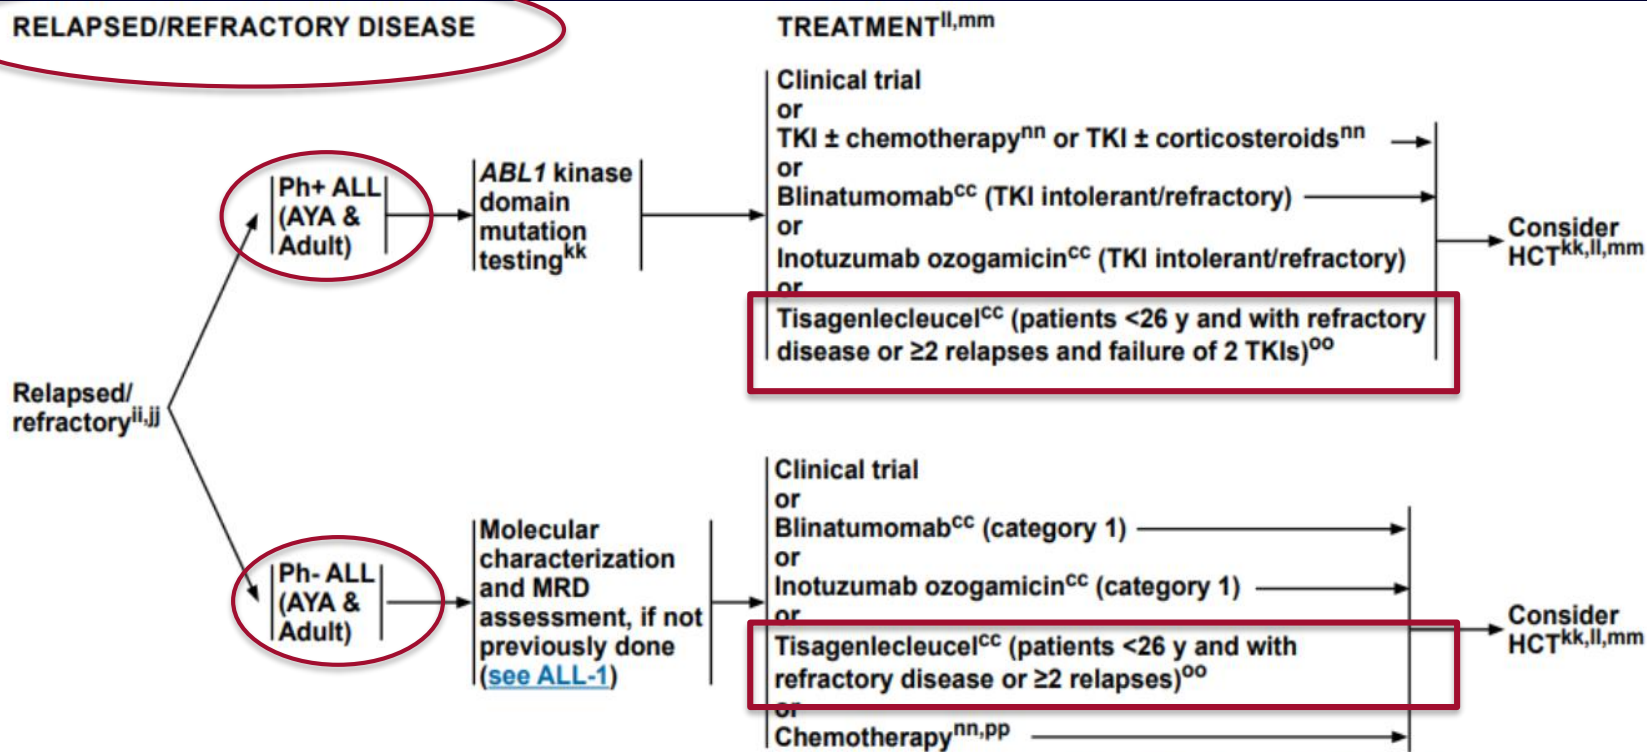 RELAPSED/REFRACTORY DISEASE
TREATMENTll,mm
Relapsed/
refractoryii,jj
Ph+ ALL
(AYA &
Adult)
ABL1 kinase
domain
mutation
testingkk
Clinical trial
or
TKI ± chemotherapynn or TKI ± corticosteroidsnn
or
Blinatumomabcc (TKI intolerant/refractory)
or
Inotuzumab ozogamicincc (TKI intolerant/refractory)
or
Tisagenlecleucelcc (patients <26 y and with refractory
disease or ≥2 relapses and failure of 2 TKIs)oo
Consider
HCTkk,ll,mm
Ph- ALL
(AYA &
Adult)
Molecular
characterization
and MRD
assessment, if not
previously done
(see ALL-1)
Clinical trial
or
Blinatumomabcc (category 1)
or
Inotuzumab ozogamicincc (category 1)
or
Tisagenlecleucelcc (patients <26 y and with
refractory disease or ≥2 relapses)oo
or
Chemotherapynn,pp
Consider
HCTkk,ll,mm